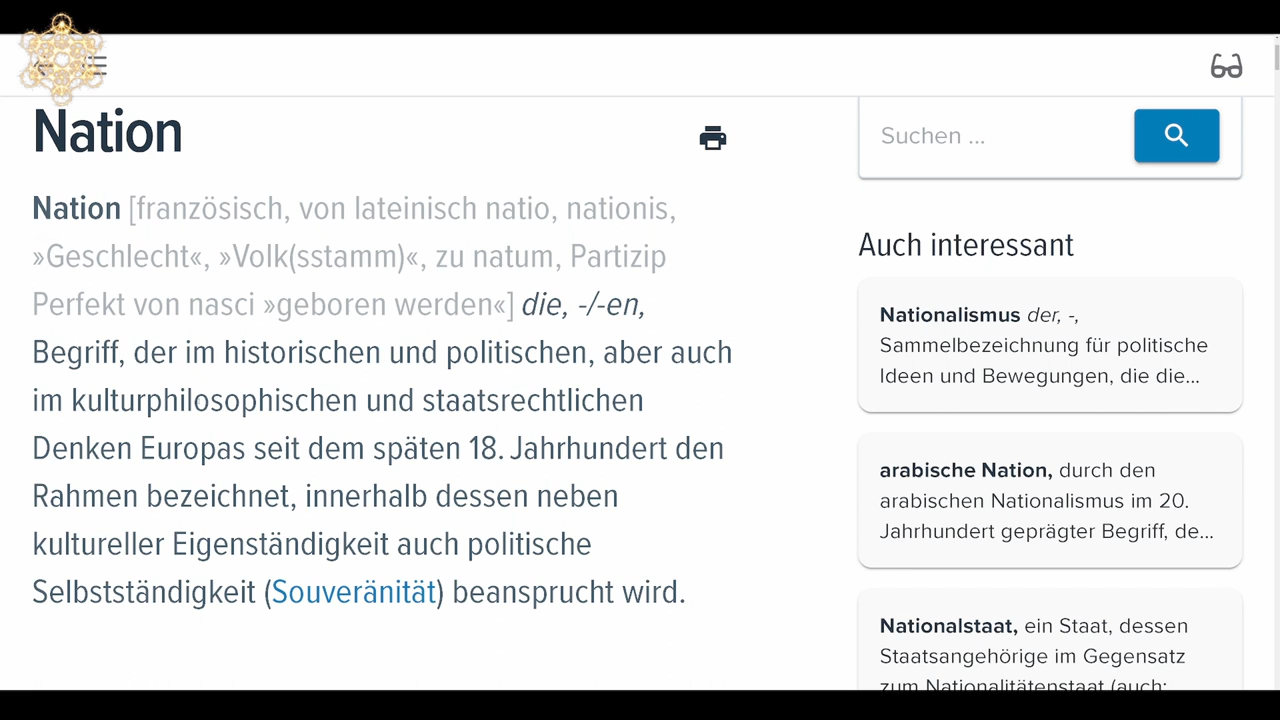 Nation
Nation [französisch, von lateinisch natio, nationis,
»Geschlecht«, »Volk(sstamm)«, zu natum, Partizip
Perfekt von nasci »geboren werden«] die, -/-en,
Begriff, der im historischen und politischen, aber auch
im kulturphilosophischen und staatsrechtlichen
Denken Europas seit dem späten 18. Jahrhundert den
Rahmen bezeichnet, innerhalb dessen neben
kultureller Eigenständigkeit auch politische
Selbstständigkeit (Souveränität) beansprucht wird.
Suchen ...
Auch interessant
Nationalismus der, -,
Sammelbezeichnung für politische
Ideen und Bewegungen, die die...
arabische Nation, durch den
arabischen Nationalismus im 20.
Jahrhundert geprägter Begriff, de...
Nationalstaat, ein Staat, dessen
Staatsangehörige im Gegensatz
zum Nationalitätenstaat (auch: